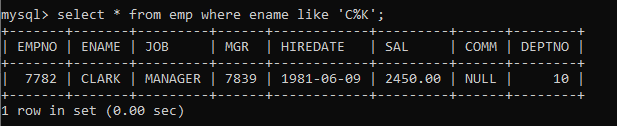 mysql> select * from emp where ename like 'C%K';
+-------+-------+---------+------+------------+---------+------+--------+
| EMPNO | ENAME | JOB     | MGR  | HIREDATE   | SAL     | COMM | DEPTNO |
+-------+-------+---------+------+------------+---------+------+--------+
|  7782 | CLARK | MANAGER | 7839 | 1981-06-09 | 2450.00 | NULL |     10 |
+-------+-------+---------+------+------------+---------+------+--------+
1 row in set (0.00 sec)